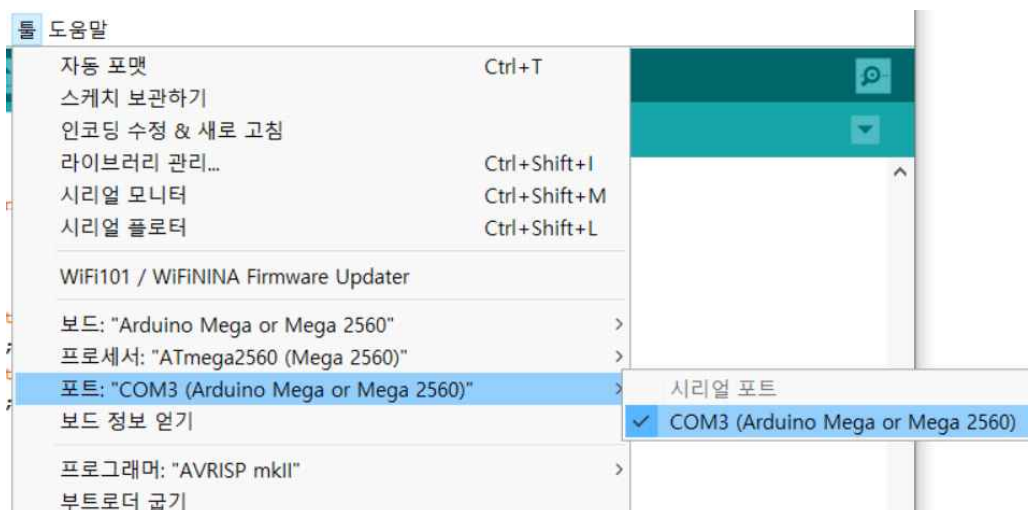 툴 도움말
자동 포맷 Ctrl+T
스케치 보관하기
인코딩 수정 & 새로 고침
라이브러리 관리... Ctrl+Shift+I
시리얼 모니터 Ctrl+Shift+M
시리얼 플로터 Ctrl+Shift+L
WiFi101 / WiFiNINA Firmware Updater
보드: "Arduino Mega or Mega 2560"
프로세서: "ATmega2560 (Mega 2560)"
포트: "COM3 (Arduino Mega or Mega 2560)"
시리얼 포트
보드 정보 얻기
COM3 (Arduino Mega or Mega 2560)
프로그래머: "AVRISP mkII"
부트로더 굽기